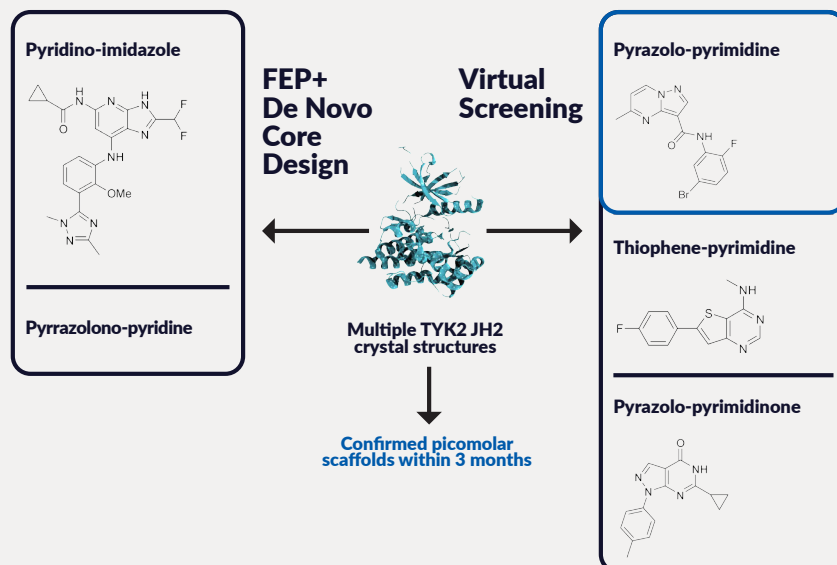 Pyridino-imidazole
H
N
O
N
H
N
N
F
F
NH
OMe
N
N
N
Pyrrazolono-pyridine
FEP+
De Novo
Core
Design
Virtual
Screening
Multiple TYK2 JH2
crystal structures
Confirmed picomolar
scaffolds within 3 months
Pyrazolo-pyrimidine
N
N
N
O
NH
F
Br
Thiophene-pyrimidine
NH
S
N
N
F
Pyrazolo-pyrimidinone
O
NH
N
N
N